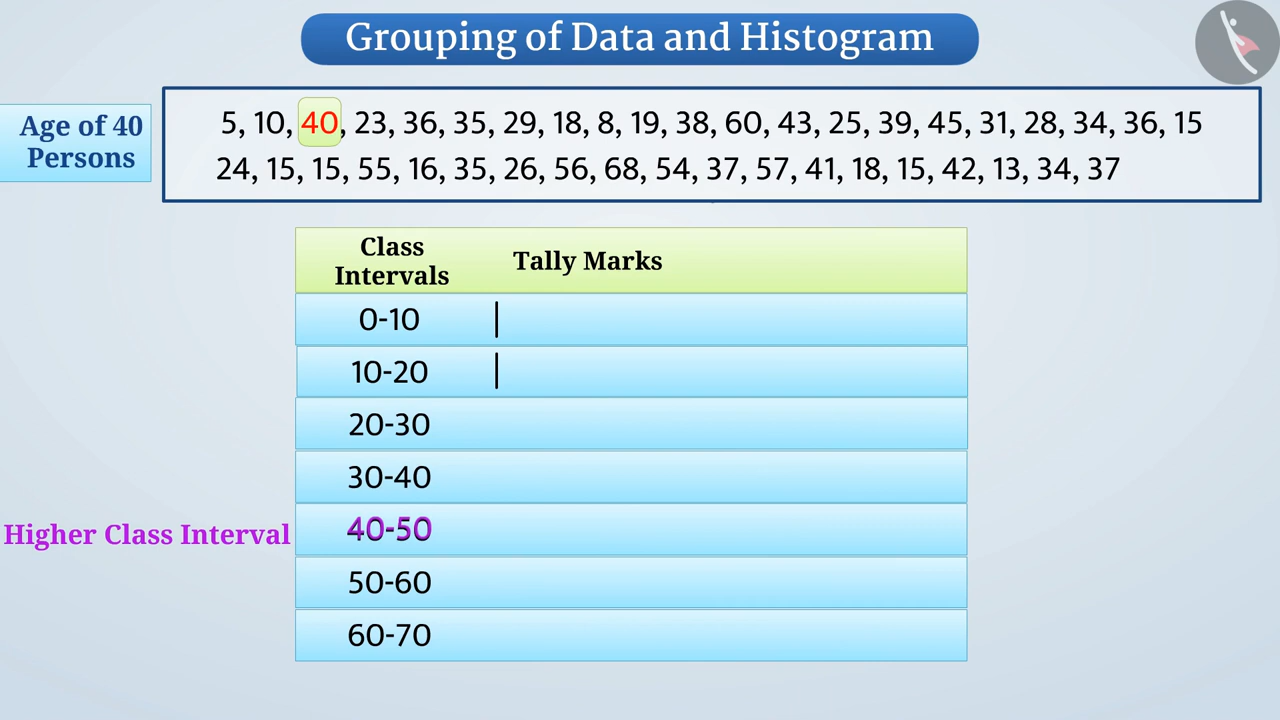 Grouping of Data and Histogram
Age of 40
Persons
5, 10, 40, 23, 36, 35, 29, 18, 8, 19, 38, 60, 43, 25, 39, 45, 31, 28, 34, 36, 15
24, 15, 15, 55, 16, 35, 26, 56, 68, 54, 37, 57, 41, 18, 15, 42, 13, 34, 37
Class
Intervals
Tally Marks
0-10 |
10-20 |
20-30
30-40
Higher Class Interval 40-50
50-60
60-70